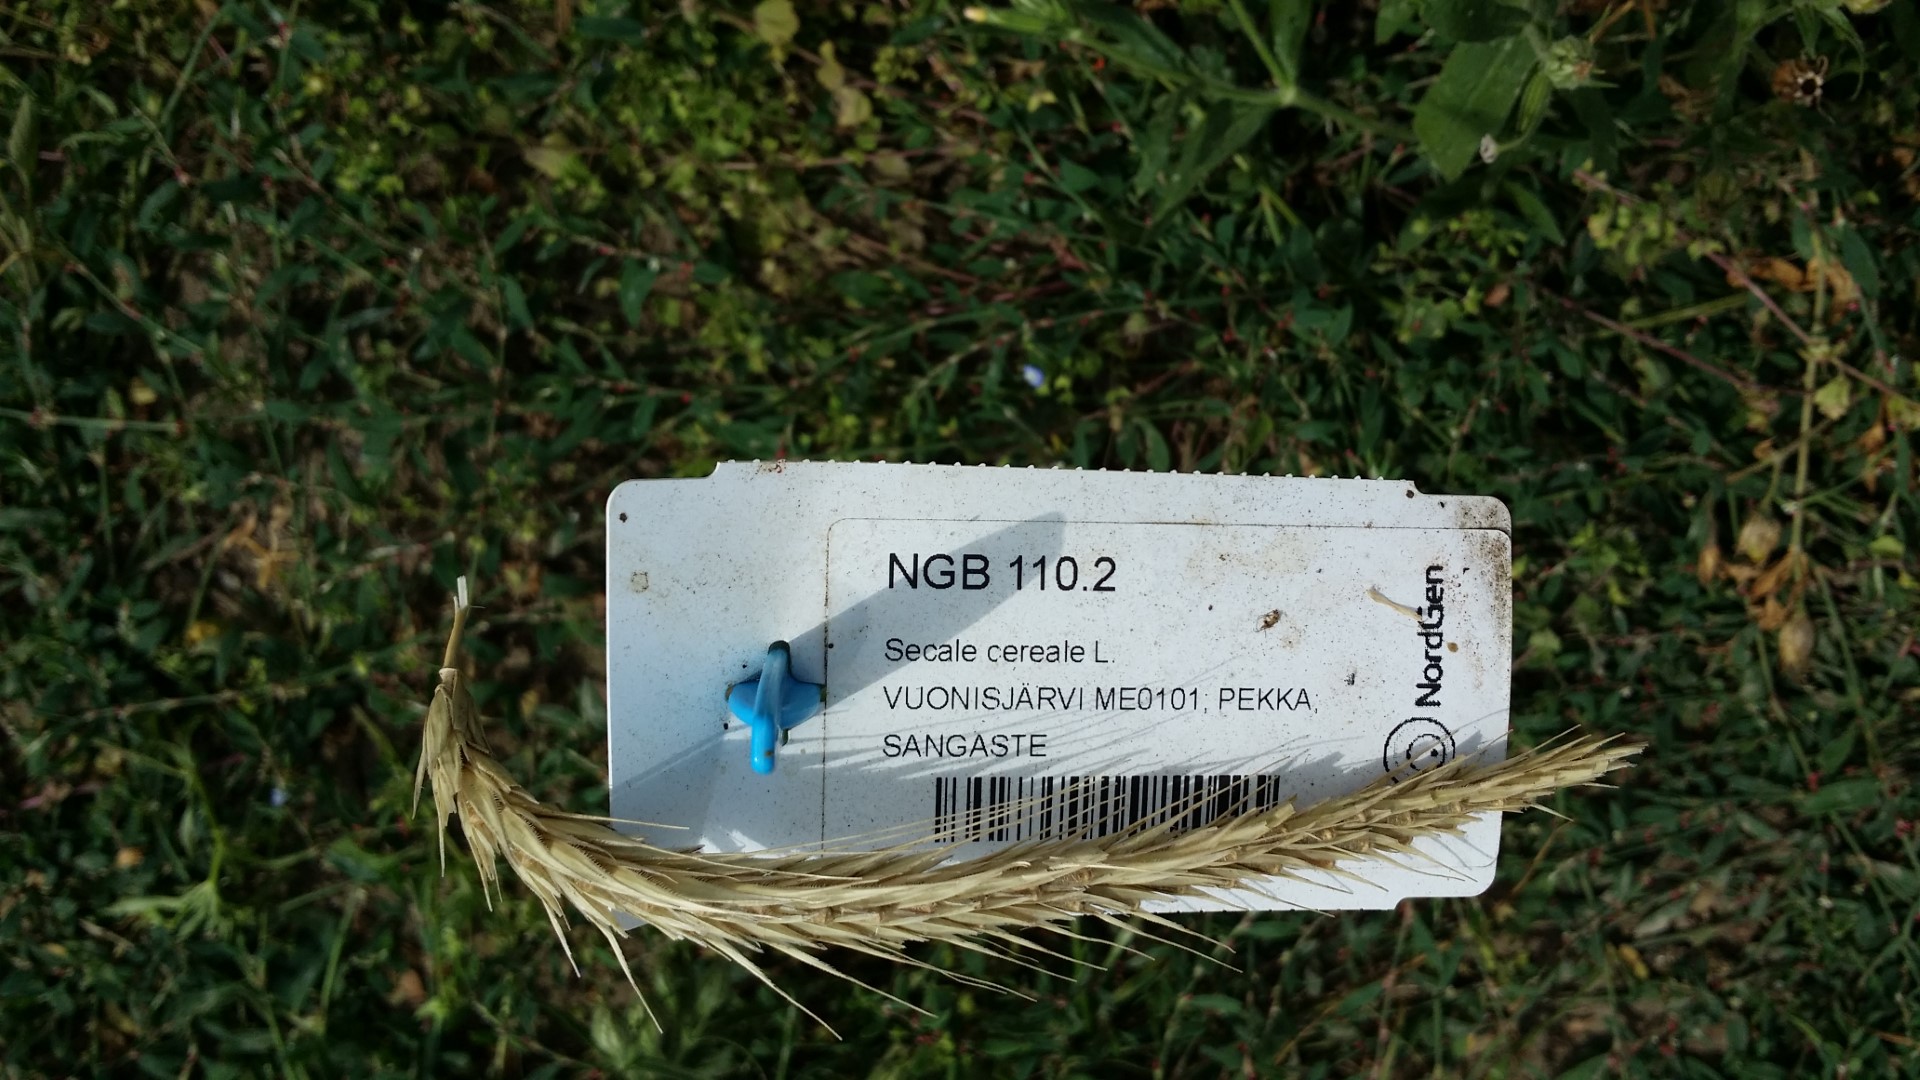 NGB 110.2
Secale cereale L.
VUONISJÄRVI ME0101; PEKKA;
SANGASTE
NordGen